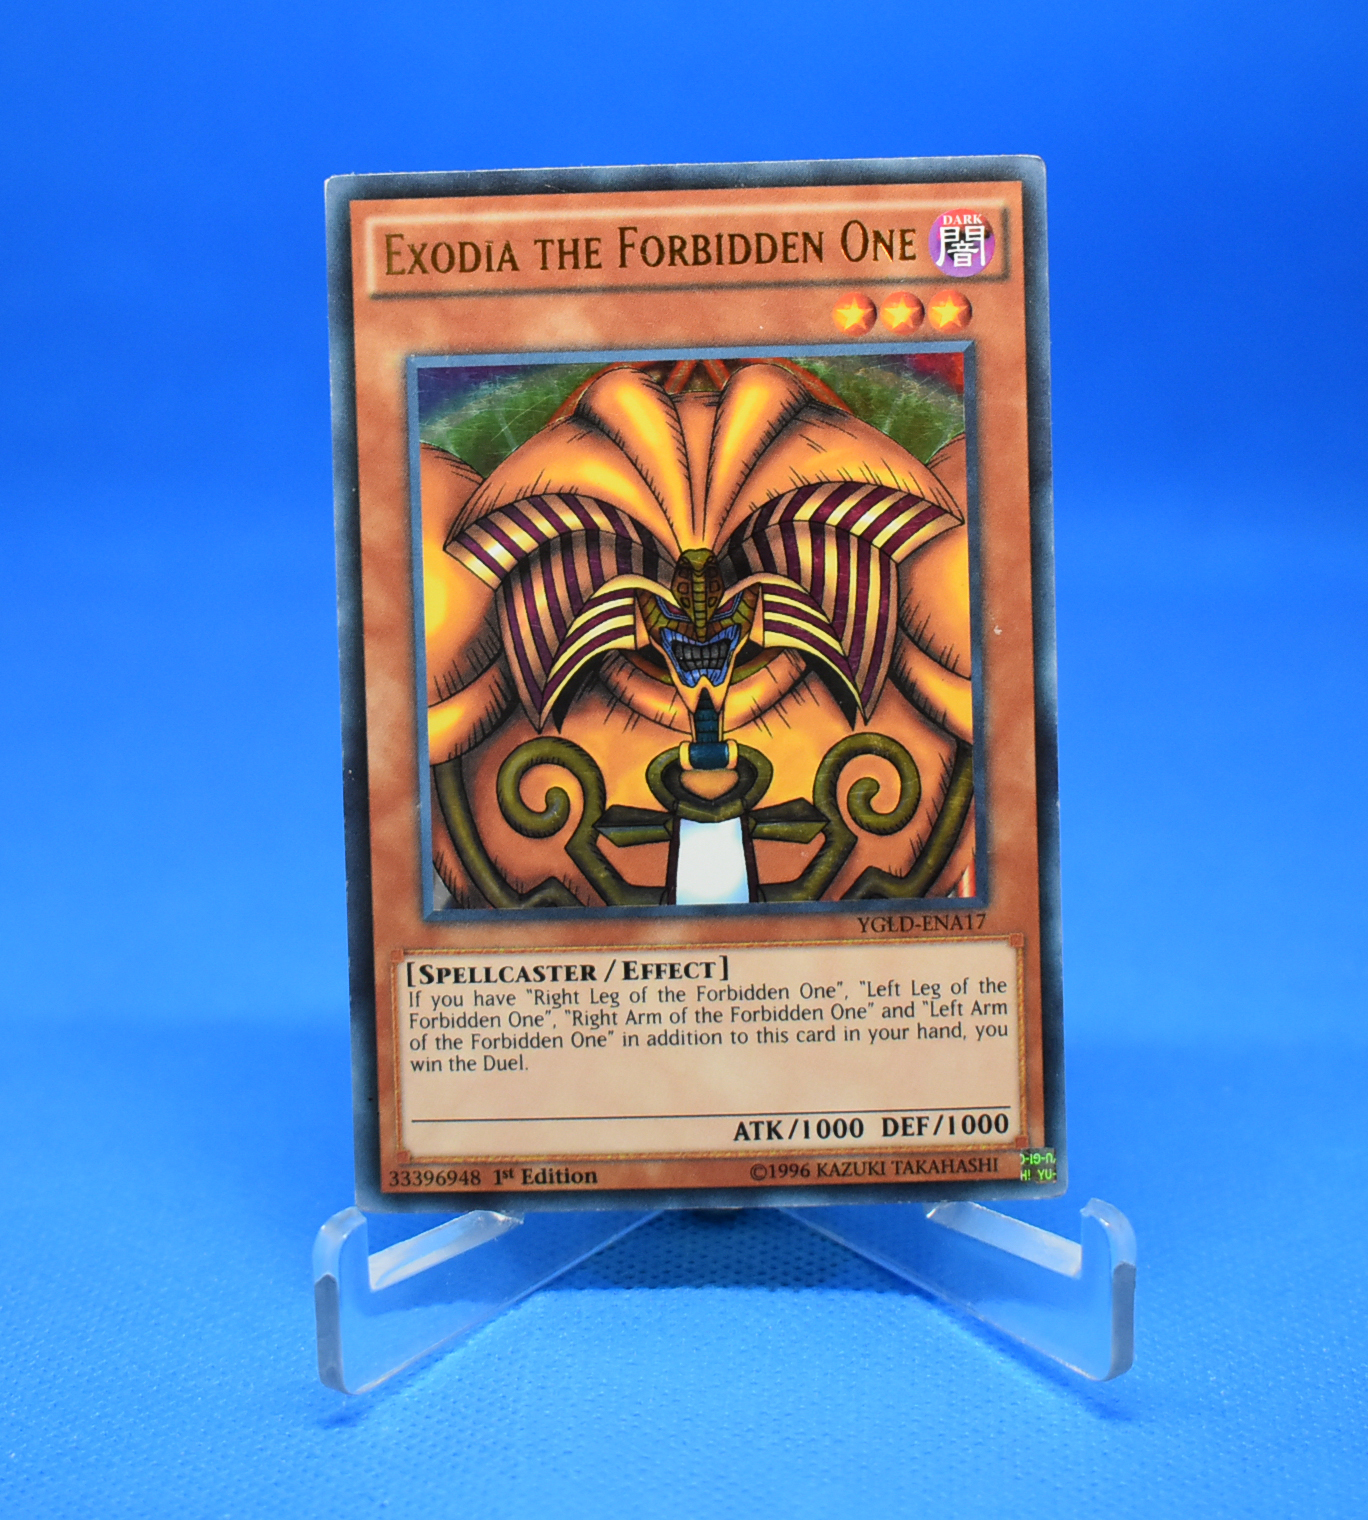 EXODIA THE FORBIDDEN ONE
DARK
闇
YGLD-ENA17
[SPELLCASTER / EFFECT]
If you have “Right Leg of the Forbidden One”, “Left Leg of the
Forbidden One”, “Right Arm of the Forbidden One” and “Left Arm
of the Forbidden One” in addition to this card in your hand, you
win the Duel.
ATK/1000 DEF/1000
33396948 1st Edition
©1996 KAZUKI TAKAHASHI